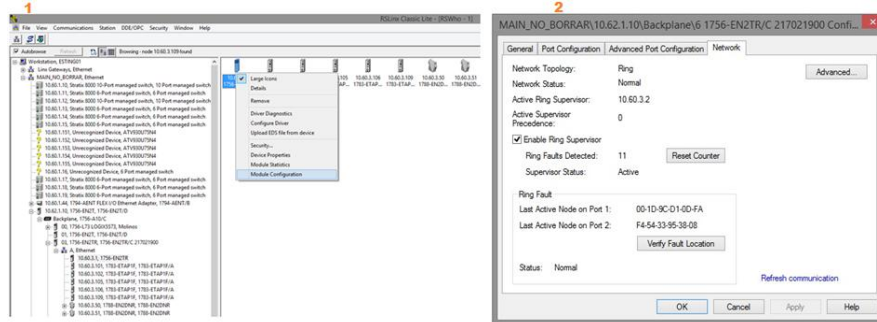 1
RSLinx Classic Lite - [RSWho - 1]
File View Communications Station DDE/OPC Security Window Help
Autobrowse Refresh Browsing - node 10.60.3.109 found
Workstation, ESTING01
Linx Gateways, Ethernet
MAIN_NO_BORRAR, Ethernet
10.60.1.10, Stratix 8000 10-Port managed switch, 10 Port managed switch
10.60.1.11, Stratix 8000 6-Port managed switch, 6 Port managed switch
10.60.1.12, Stratix 8000 6-Port managed switch, 6 Port managed switch
10.60.1.13, Stratix 8000 6-Port managed switch, 6 Port managed switch
10.60.1.14, Stratix 8000 6-Port managed switch, 6 Port managed switch
10.60.1.15, Stratix 8000 6-Port managed switch, 6 Port managed switch
10.60.1.151, Unrecognized Device, ATV930U75N4
10.60.1.152, Unrecognized Device, ATV930U75N4
10.60.1.153, Unrecognized Device, ATV930U75N4
10.60.1.154, Unrecognized Device, ATV930U75N4
10.60.1.155, Unrecognized Device, ATV930U75N4
10.60.1.16, Unrecognized Device, 6 Port managed switch
10.60.1.17, Stratix 8000 6-Port managed switch, 6 Port managed switch
10.60.1.18, Stratix 8000 6-Port managed switch, 6 Port managed switch
10.60.1.19, Stratix 8000 6-Port managed switch, 6 Port managed switch
10.60.1.44, 1794-AENT FLEX I/O Ethernet Adapter, 1794-AENT/B
10.62.1.10, 1756-EN2T, 1756-EN2T/D
Backplane, 1756-A10/C
00, 1756-L73 LOGIX5573, Molinos
01, 1756-EN2T, 1756-EN2T/D
03, 1756-EN2TR, 1756-EN2TR/C 217021900
A, Ethernet
10.60.3.1, 1756-EN2TR
10.60.3.101, 1783-ETAP1F, 1783-ETAP1F/A
10.60.3.102, 1783-ETAP1F, 1783-ETAP1F/A
10.60.3.105, 1783-ETAP1F, 1783-ETAP1F/A
10.60.3.106, 1783-ETAP1F, 1783-ETAP1F/A
10.60.3.109, 1783-ETAP1F, 1783-ETAP1F/A
10.60.3.50, 1788-EN2DNR, 1788-EN2DNR
10.60.3.51, 1788-EN2DNR, 1788-EN2DNR
10.60.3.106 10.60.3.109 10.60.3.50 10.60.3.51
1783-ETAP... 1783-ETAP... 1788-EN2D... 1788-EN2D...
Large Icons
Details
Remove
Driver Diagnostics
Configure Driver
Upload EDS file from device
Security...
Device Properties
Module Statistics
Module Configuration
2
MAIN_NO_BORRAR\10.62.1.10\Backplane\6 1756-EN2TR/C 217021900 Confi...
General Port Configuration Advanced Port Configuration Network
Network Topology: Ring Advanced...
Network Status: Normal
Active Ring Supervisor: 10.60.3.2
Active Supervisor Precedence: 0
Enable Ring Supervisor
Ring Faults Detected: 11 Reset Counter
Supervisor Status: Active
Ring Fault
Last Active Node on Port 1: 00-1D-9C-D1-0D-FA
Last Active Node on Port 2: F4-54-33-95-38-08
Verify Fault Location
Status: Normal
Refresh communication
OK Cancel Apply Help